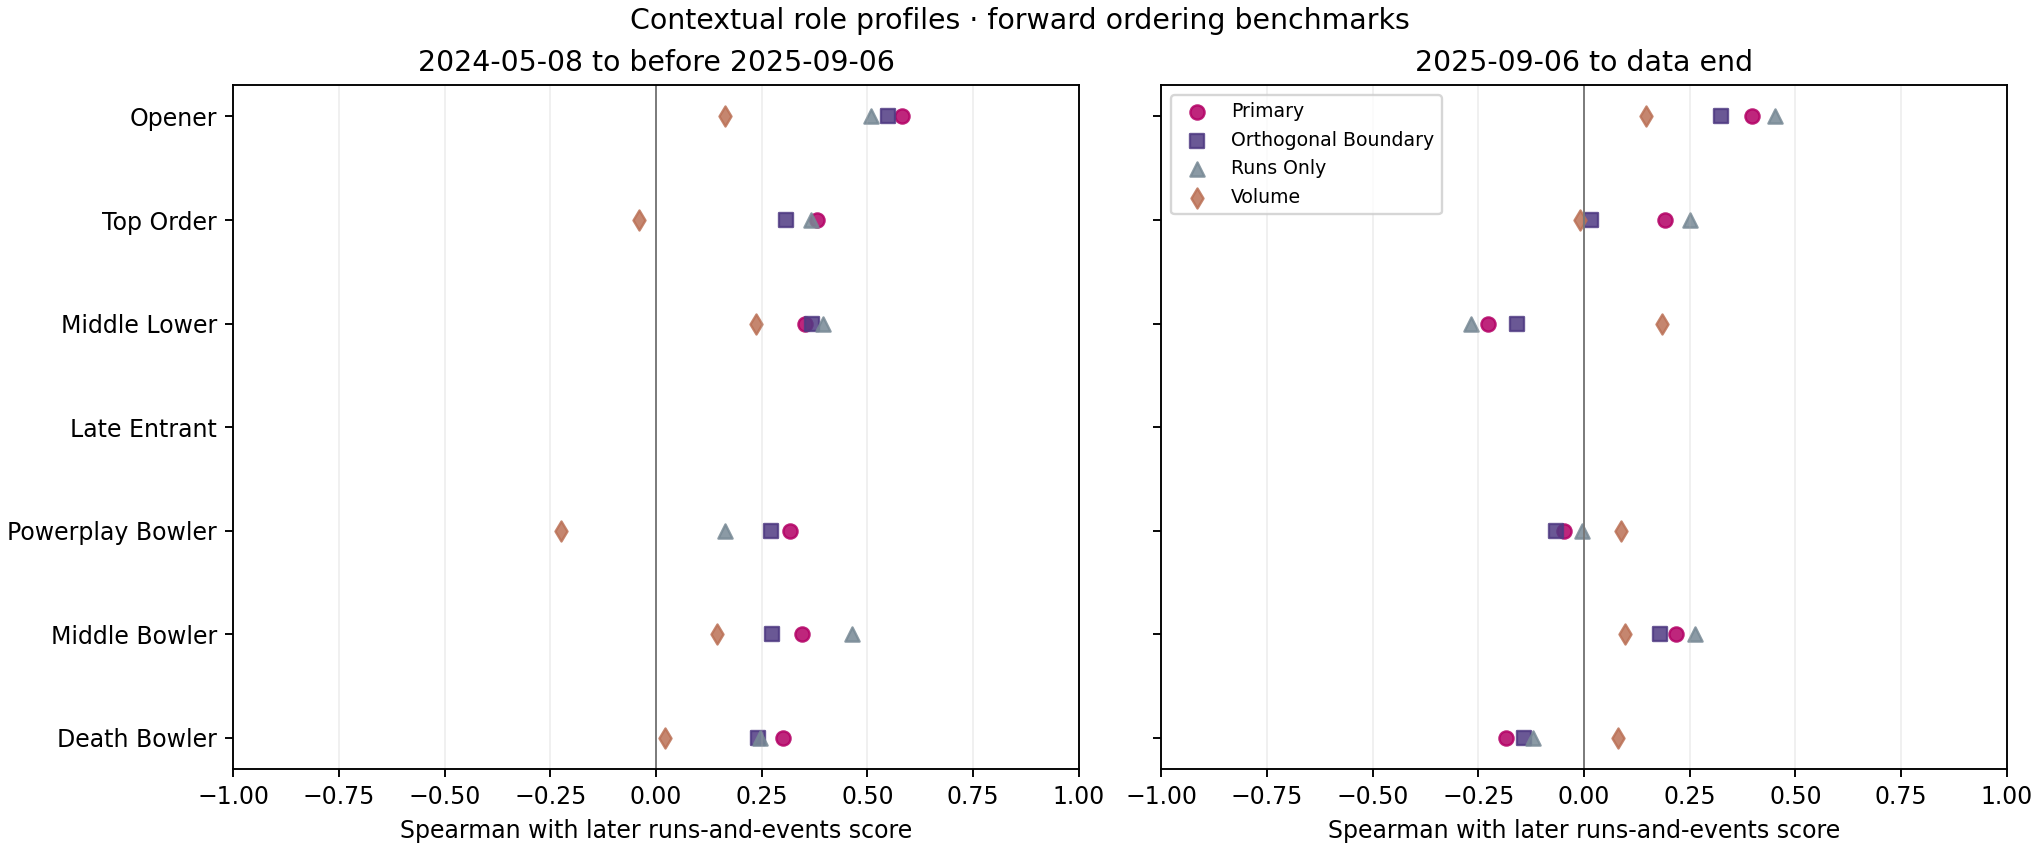 Contextual role profiles · forward ordering benchmarks
2024-05-08 to before 2025-09-06
2025-09-06 to data end
Opener
Top Order
Middle Lower
Late Entrant
Powerplay Bowler
Middle Bowler
Death Bowler
Primary
Orthogonal Boundary
Runs Only
Volume
−1.00 −0.75 −0.50 −0.25 0.00 0.25 0.50 0.75 1.00
−1.00 −0.75 −0.50 −0.25 0.00 0.25 0.50 0.75 1.00
Spearman with later runs-and-events score
Spearman with later runs-and-events score